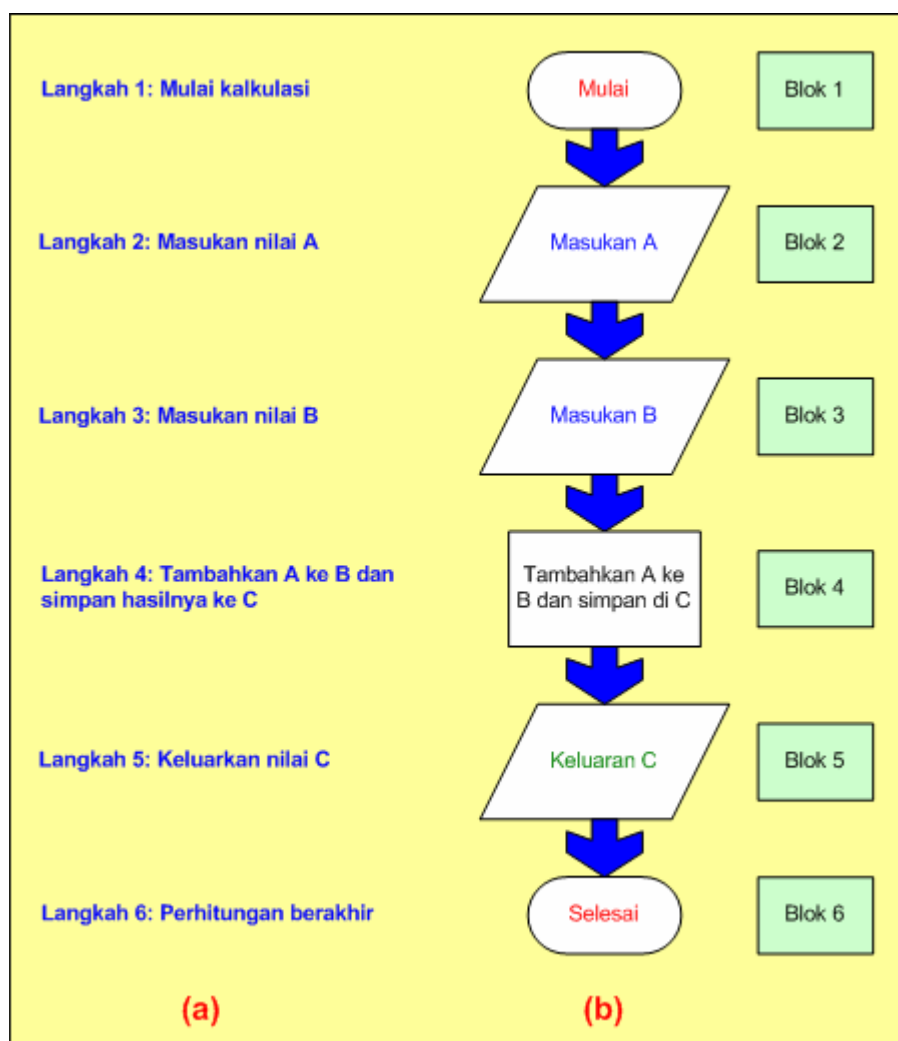 Langkah 1: Mulai kalkulasi
Mulai
Blok 1
Langkah 2: Masukan nilai A
Masukan A
Blok 2
Langkah 3: Masukan nilai B
Masukan B
Blok 3
Langkah 4: Tambahkan A ke B dan
simpan hasilnya ke C
Tambahkan A ke
B dan simpan di C
Blok 4
Langkah 5: Keluarkan nilai C
Keluaran C
Blok 5
Langkah 6: Perhitungan berakhir
Selesai
Blok 6
(a)
(b)